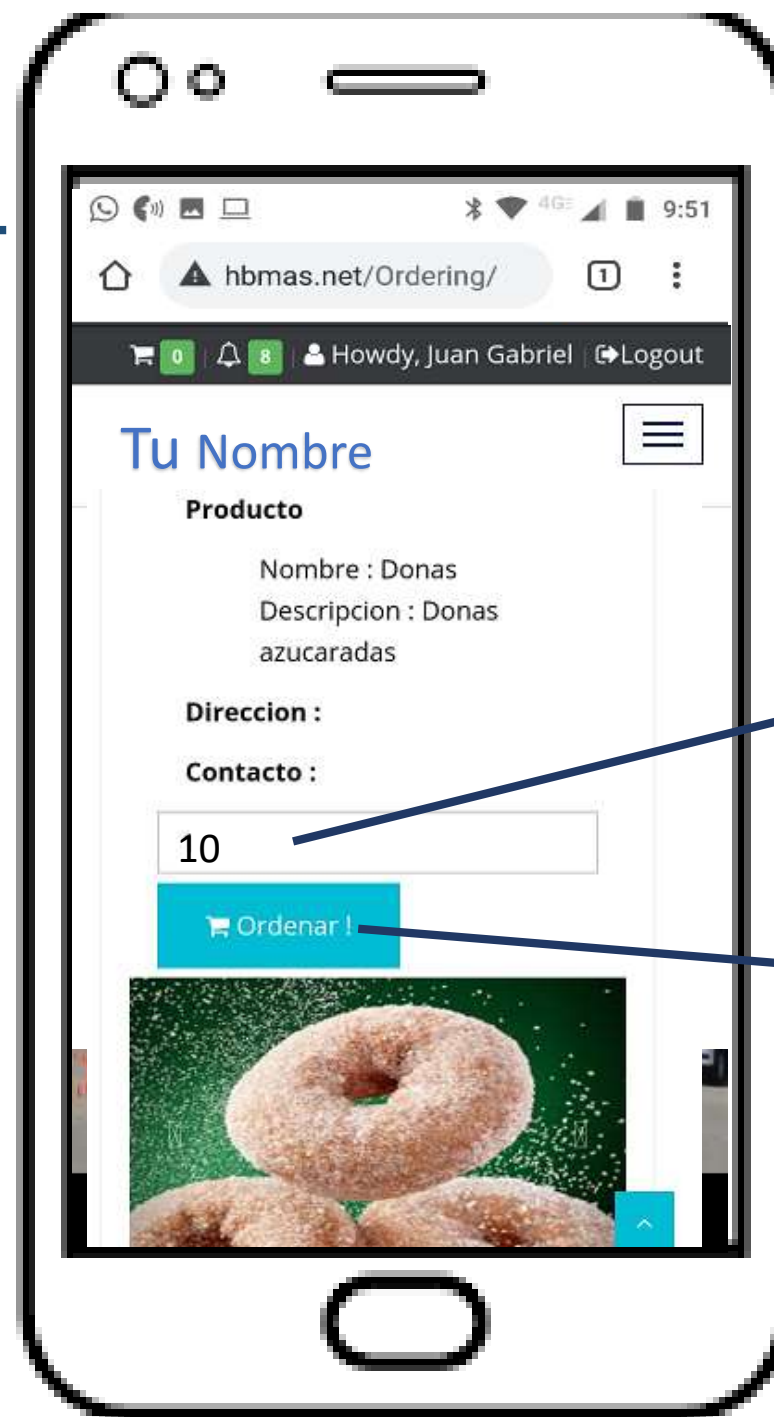 4G 9:51
hbmas.net/Ordering/ 1
0 | 8 | Howdy, Juan Gabriel | Logout
Tu Nombre
Producto
Nombre : Donas
Descripcion : Donas
azucaradas
Direccion :
Contacto :
10
Ordenar !